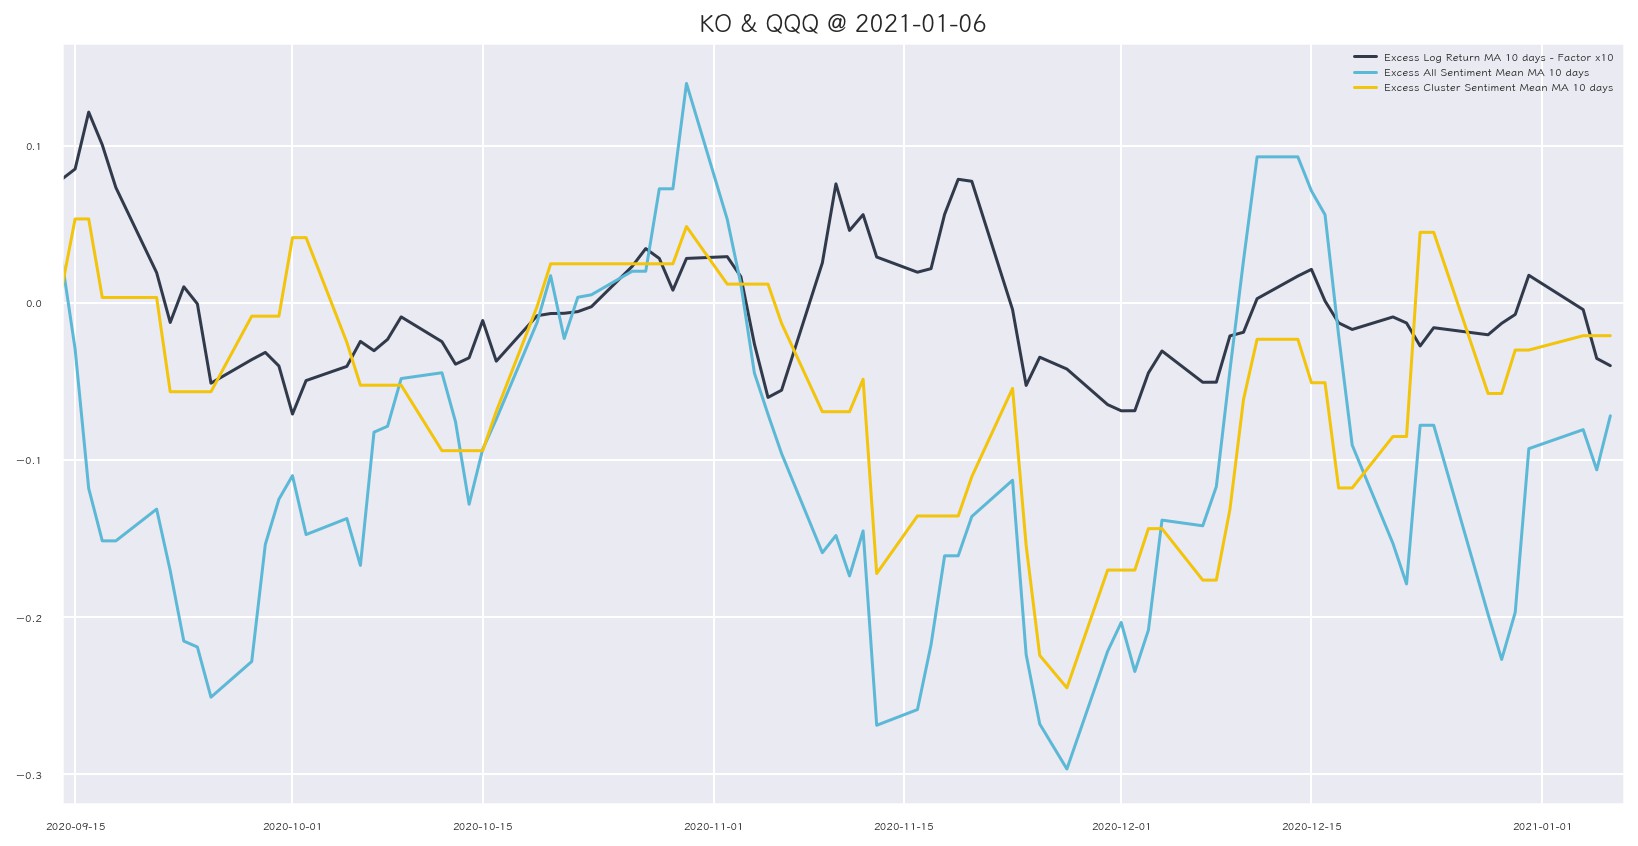 KO & QQQ @ 2021-01-06
Excess Log Return MA 10 days - Factor x10
Excess All Sentiment Mean MA 10 days
Excess Cluster Sentiment Mean MA 10 days
0.1
0.0
−0.1
−0.2
−0.3
2020-09-15 2020-10-01 2020-10-15 2020-11-01 2020-11-15 2020-12-01 2020-12-15 2021-01-01